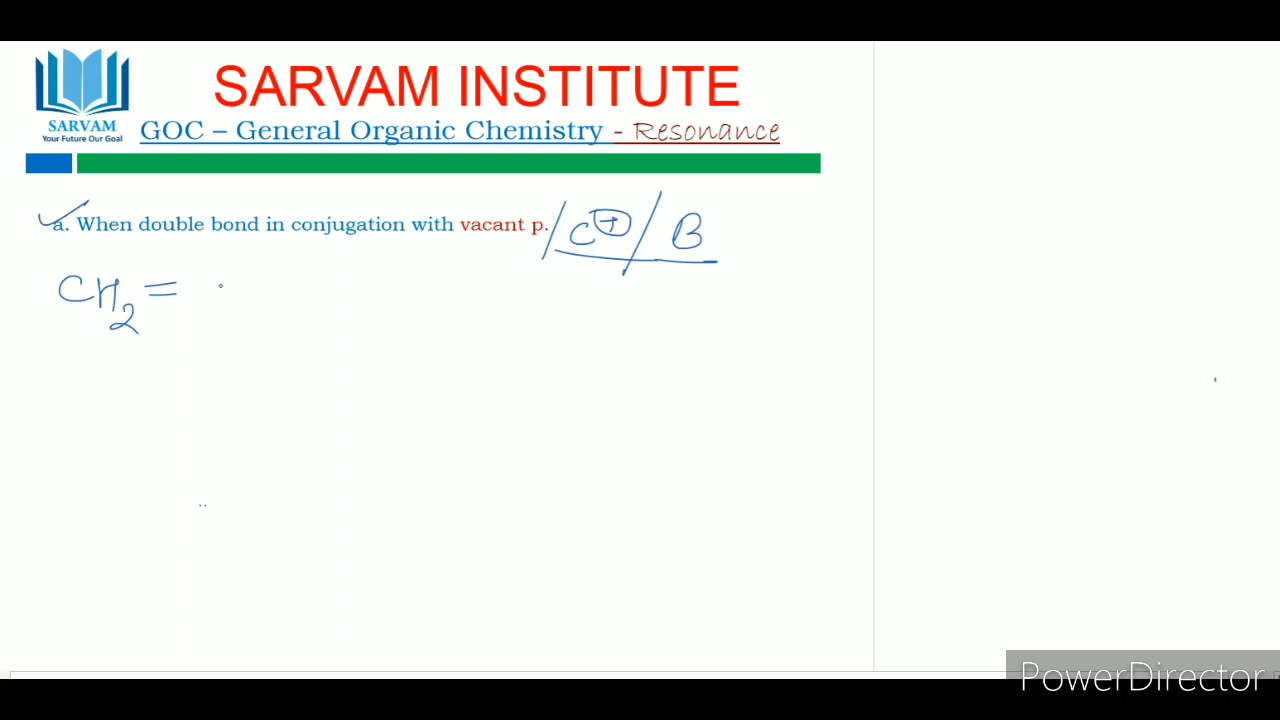 SARVAM INSTITUTE
SARVAM
Your Future Our Goal
GOC – General Organic Chemistry - Resonance
a. When double bond in conjugation with vacant p. / C⊕ / B
CH₂ =
PowerDirector